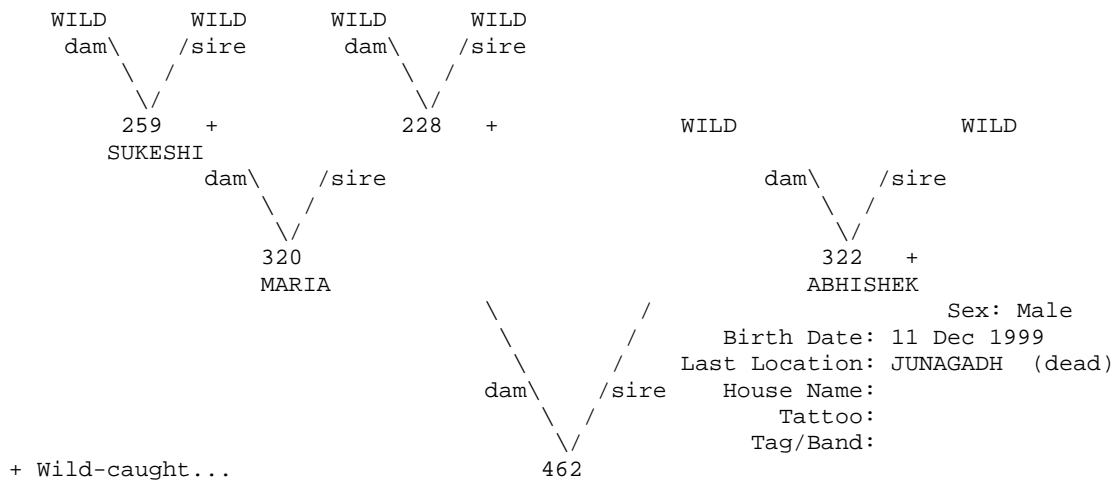 WILD WILD WILD WILD
dam\ /sire dam\ /sire
\ / \ /
\/ \/
259 + 228 + WILD WILD
SUKESHI
dam\ /sire dam\ /sire
\ / \ /
\/ \/
320 322 +
MARIA ABHISHEK
\ / Sex: Male
\ / Birth Date: 11 Dec 1999
\ / Last Location: JUNAGADH (dead)
dam\ /sire House Name:
\ / Tattoo:
\/ Tag/Band:
+ Wild-caught... 462